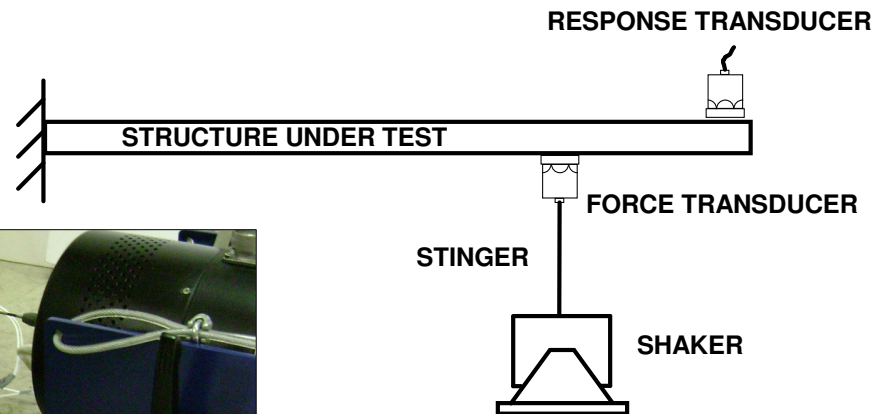 RESPONSE TRANSDUCER
STRUCTURE UNDER TEST
FORCE TRANSDUCER
STINGER
SHAKER